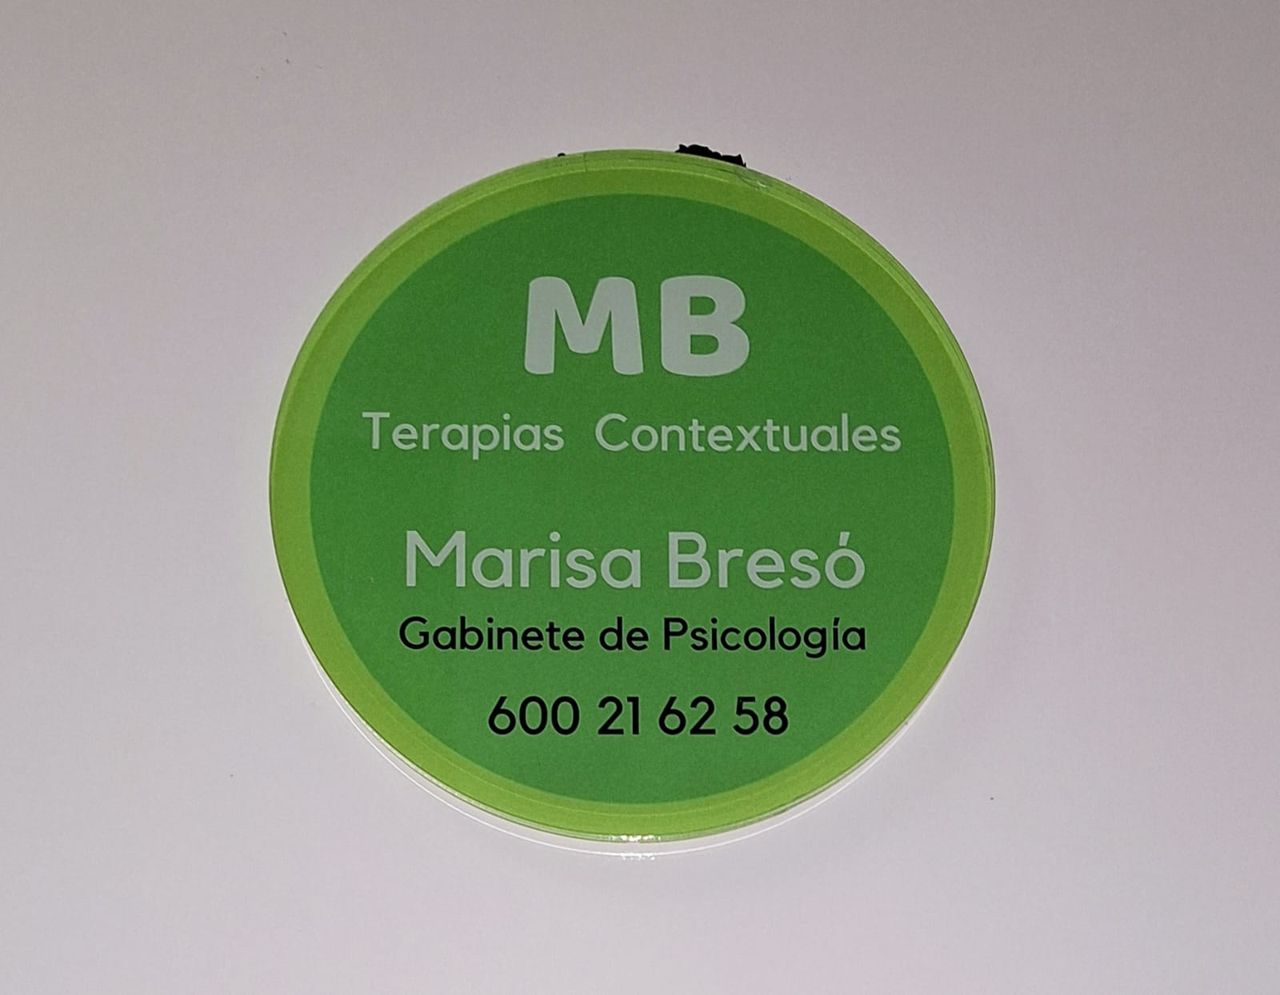 MB
Terapias Contextuales
Marisa Bresó
Gabinete de Psicología
600 21 62 58